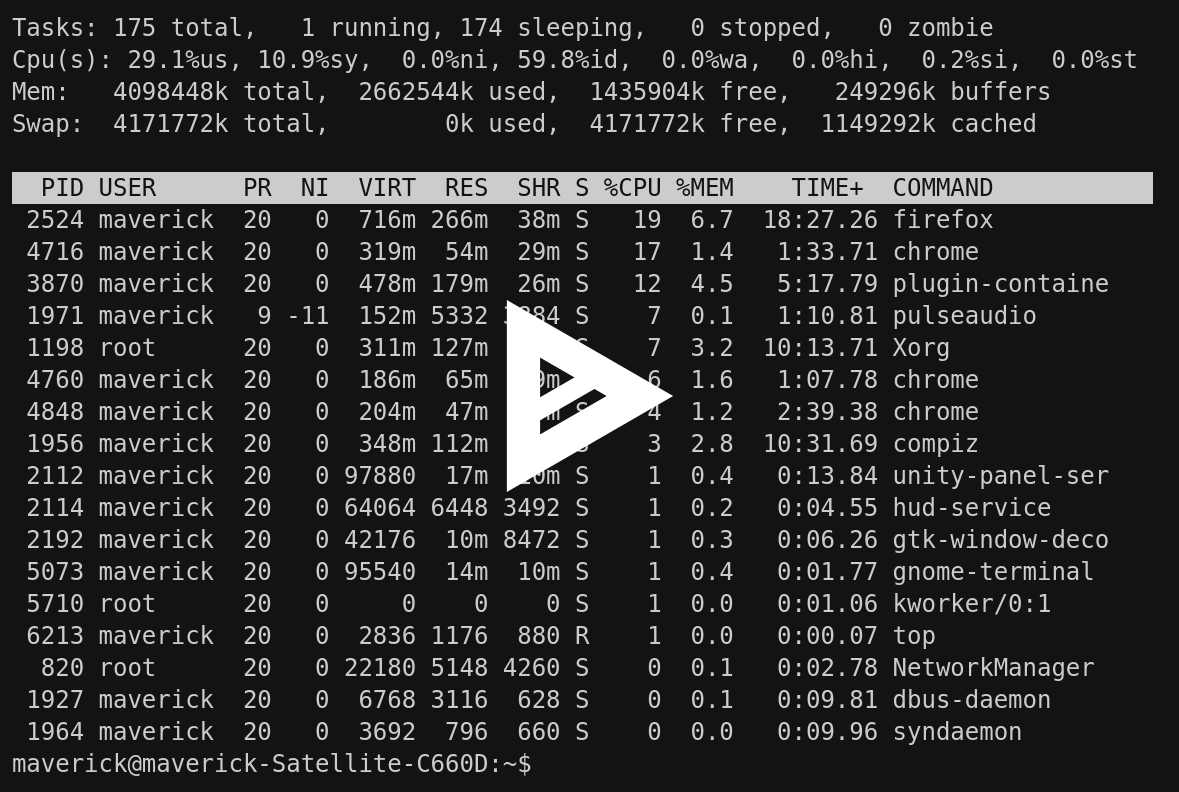 Tasks: 175 total,   1 running, 174 sleeping,   0 stopped,   0 zombie
Cpu(s): 29.1%us, 10.9%sy,  0.0%ni, 59.8%id,  0.0%wa,  0.0%hi,  0.2%si,  0.0%st
Mem:   4098448k total,  2662544k used,  1435904k free,   249296k buffers
Swap:  4171772k total,        0k used,  4171772k free,  1149292k cached
  PID USER      PR  NI  VIRT  RES  SHR S %CPU %MEM    TIME+  COMMAND
 2524 maverick  20   0  716m 266m  38m S   19  6.7  18:27.26 firefox
 4716 maverick  20   0  319m  54m  29m S   17  1.4   1:33.71 chrome
 3870 maverick  20   0  478m 179m  26m S   12  4.5   5:17.79 plugin-containe
 1971 maverick   9 -11  152m 5332 S    7  0.1   1:10.81 pulseaudio
 1198 root      20   0  311m 127m    7  3.2  10:13.71 Xorg
 4760 maverick  20   0  186m  65m    6  1.6   1:07.78 chrome
 4848 maverick  20   0  204m  47m    4  1.2   2:39.38 chrome
 1956 maverick  20   0  348m 112m    3  2.8  10:31.69 compiz
 2112 maverick  20   0 97880  17m S    1  0.4   0:13.84 unity-panel-ser
 2114 maverick  20   0 64064 6448 3492 S    1  0.2   0:04.55 hud-service
 2192 maverick  20   0 42176  10m 8472 S    1  0.3   0:06.26 gtk-window-deco
 5073 maverick  20   0 95540  14m  10m S    1  0.4   0:01.77 gnome-terminal
 5710 root      20   0     0    0    0 S    1  0.0   0:01.06 kworker/0:1
 6213 maverick  20   0  2836 1176  880 R    1  0.0   0:00.07 top
  820 root      20   0 22180 5148 4260 S    0  0.1   0:02.78 NetworkManager
 1927 maverick  20   0  6768 3116  628 S    0  0.1   0:09.81 dbus-daemon
 1964 maverick  20   0  3692  796  660 S    0  0.0   0:09.96 syndaemon
maverick@maverick-Satellite-C660D:~$